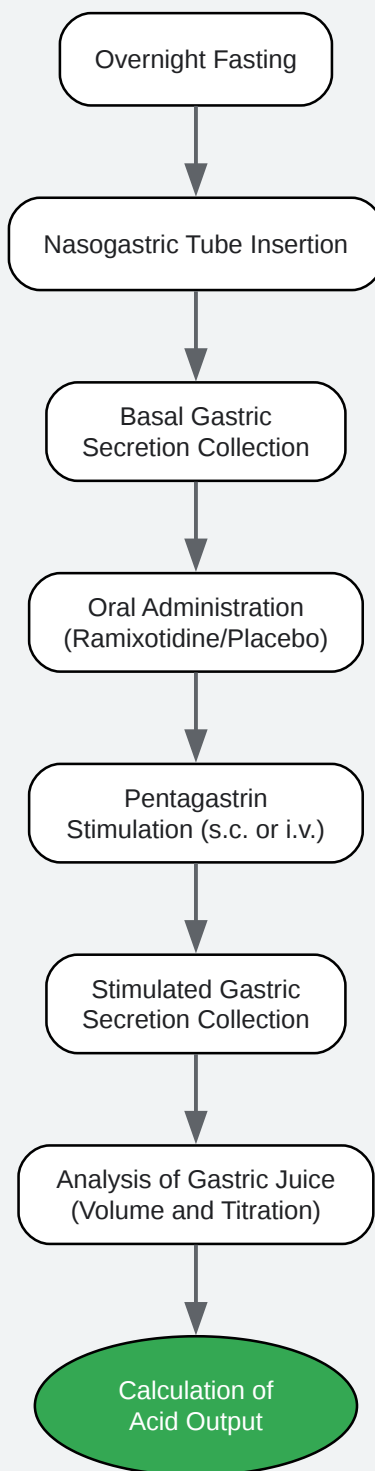 Overnight Fasting
Nasogastric Tube Insertion
Basal Gastric
Secretion Collection
Oral Administration
(Ramixotidine/Placebo)
Pentagastrin
Stimulation (s.c. or i.v.)
Stimulated Gastric
Secretion Collection
Analysis of Gastric Juice
(Volume and Titration)
Calculation of
Acid Output